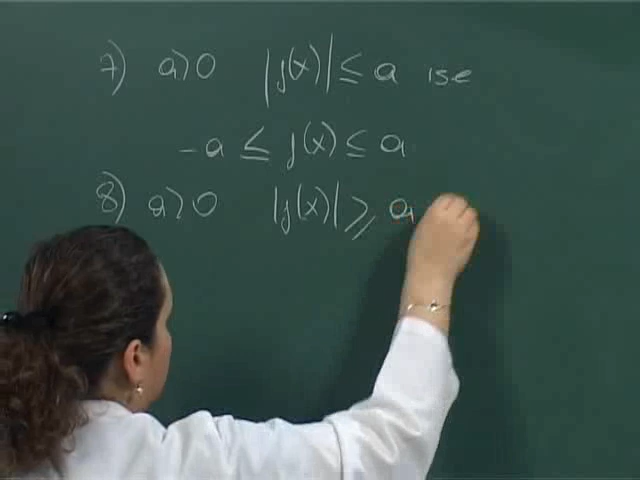 7) a>0 |f(x)| ≤ a ise
-a ≤ f(x) ≤ a
8) a>0 |f(x)| ≥ a